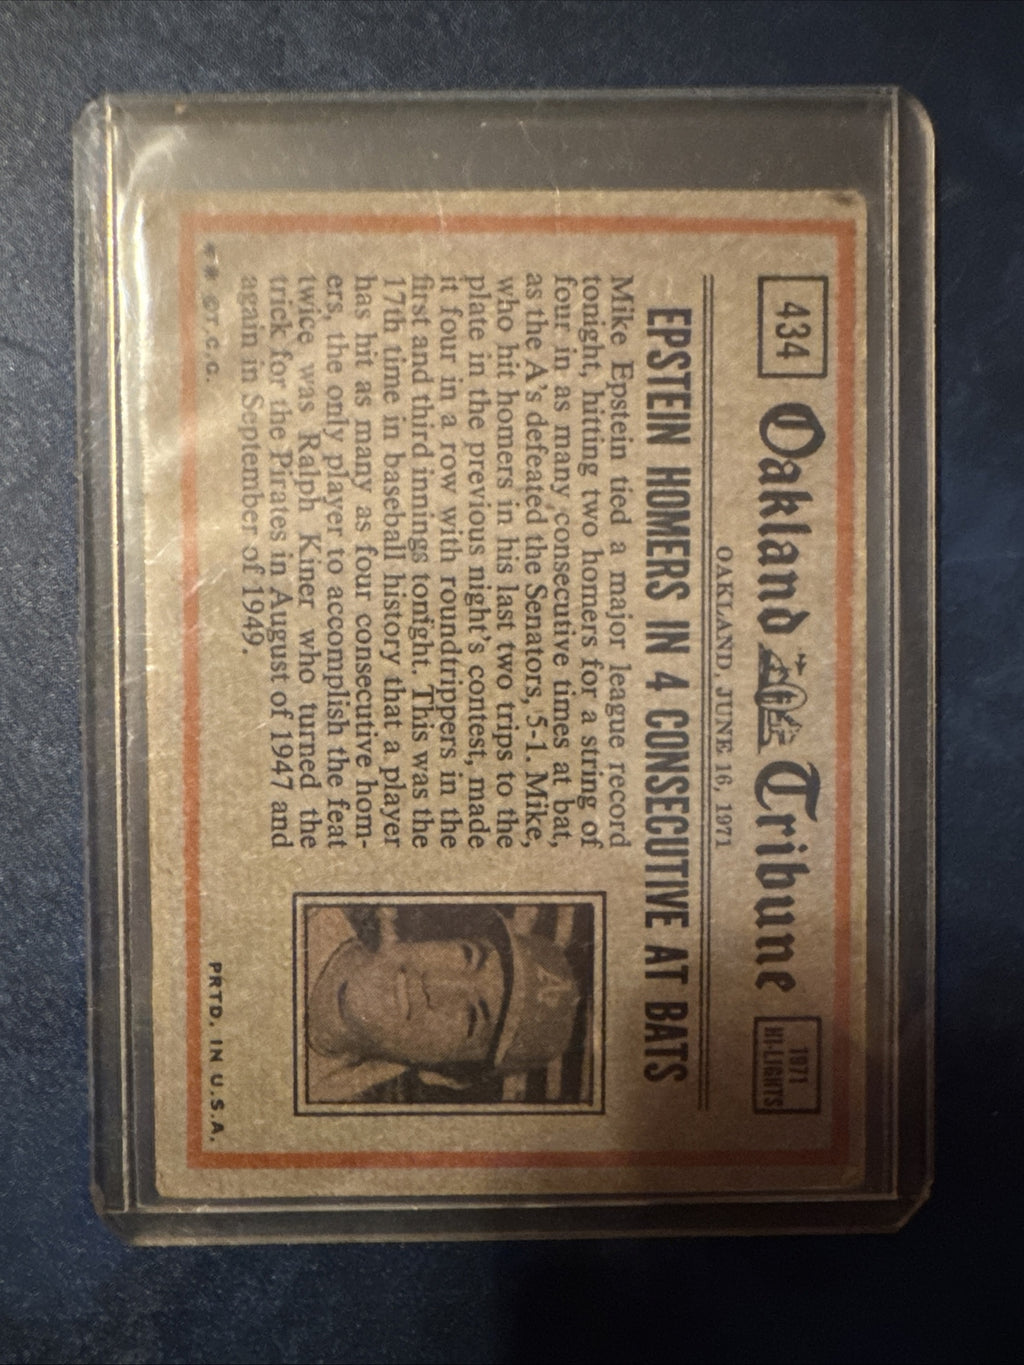 434 Oakland Tribune 1971 HI-LIGHTS
OAKLAND, JUNE 16, 1971
EPSTEIN HOMERS IN 4 CONSECUTIVE AT BATS
Mike Epstein tied a major league record
tonight, hitting two homers for a string of
four in as many consecutive times at bat,
as the A's defeated the Senators, 5-1. Mike,
who hit homers in his last two trips to the
plate in the previous night's contest, made
it four in a row with roundtrippers in the
first and third innings tonight. This was the
17th time in baseball history that a player
has hit as many as four consecutive hom-
ers, the only player to accomplish the feat
twice was Ralph Kiner who turned the
trick for the Pirates in August of 1947 and
again in September of 1949.
A's
** ©T.C.G. PRTD. IN U.S.A.